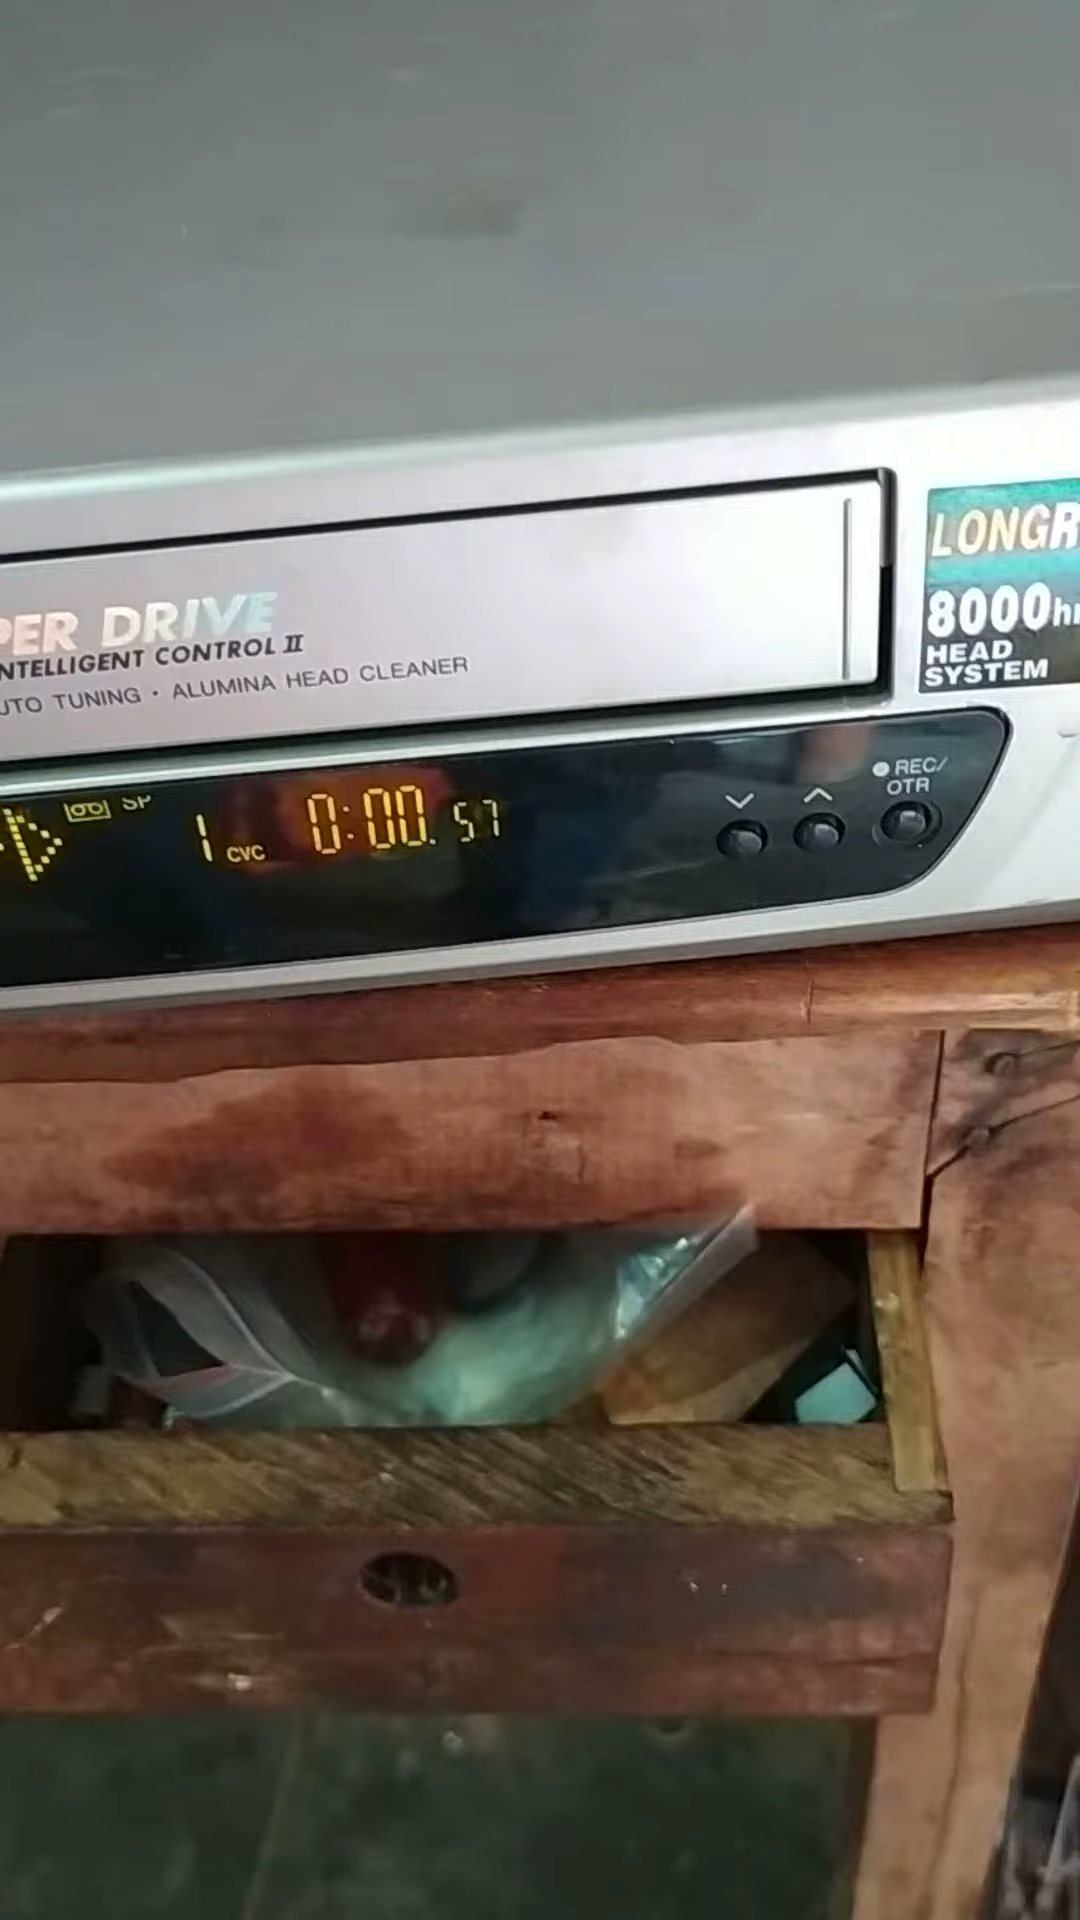 PER DRIVE
NTELLIGENT CONTROL II
UTO TUNING • ALUMINA HEAD CLEANER
LONGR
8000hr
HEAD
SYSTEM
SP
1 CVC 0:00. 57
REC/
OTR